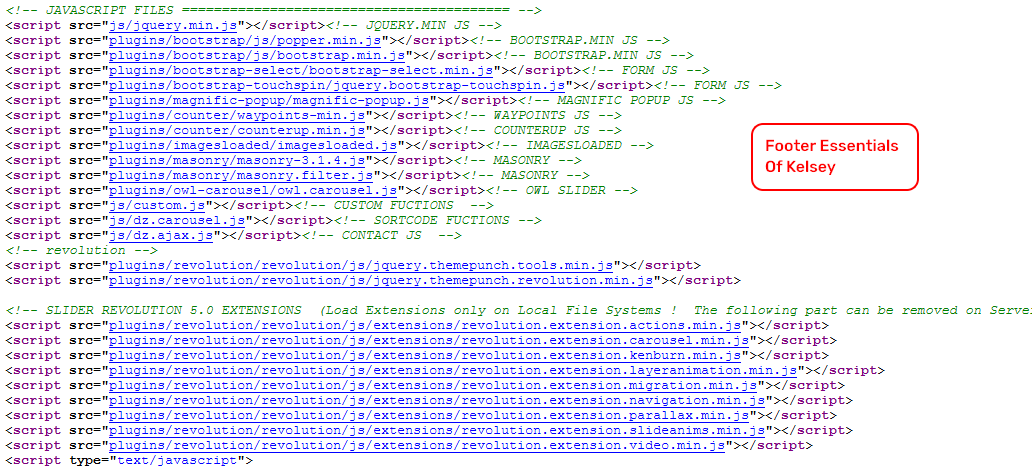 <!-- JAVASCRIPT FILES ========================================= -->
<script src="js/jquery.min.js"></script><!-- JQUERY.MIN JS -->
<script src="plugins/bootstrap/js/popper.min.js"></script><!-- BOOTSTRAP.MIN JS -->
<script src="plugins/bootstrap/js/bootstrap.min.js"></script><!-- BOOTSTRAP.MIN JS -->
<script src="plugins/bootstrap-select/bootstrap-select.min.js"></script><!-- FORM JS -->
<script src="plugins/bootstrap-touchspin/jquery.bootstrap-touchspin.js"></script><!-- FORM JS -->
<script src="plugins/magnific-popup/magnific-popup.js"></script><!-- MAGNIFIC POPUP JS -->
<script src="plugins/counter/waypoints-min.js"></script><!-- WAYPOINTS JS -->
<script src="plugins/counter/counterup.min.js"></script><!-- COUNTERUP JS -->
<script src="plugins/imagesloaded/imagesloaded.js"></script><!-- IMAGESLOADED -->
<script src="plugins/masonry/masonry-3.1.4.js"></script><!-- MASONRY -->
<script src="plugins/masonry/masonry.filter.js"></script><!-- MASONRY -->
<script src="plugins/owl-carousel/owl.carousel.js"></script><!-- OWL SLIDER -->
<script src="js/custom.js"></script><!-- CUSTOM FUCTIONS  -->
<script src="js/dz.carousel.js"></script><!-- SORTCODE FUCTIONS -->
<script src="js/dz.ajax.js"></script><!-- CONTACT JS  -->
<!-- revolution -->
<script src="plugins/revolution/revolution/js/jquery.themepunch.tools.min.js"></script>
<script src="plugins/revolution/revolution/js/jquery.themepunch.revolution.min.js"></script>
<!-- SLIDER REVOLUTION 5.0 EXTENSIONS  (Load Extensions only on Local File Systems !  The following part can be removed on Serve
<script src="plugins/revolution/revolution/js/extensions/revolution.extension.actions.min.js"></script>
<script src="plugins/revolution/revolution/js/extensions/revolution.extension.carousel.min.js"></script>
<script src="plugins/revolution/revolution/js/extensions/revolution.extension.kenburn.min.js"></script>
<script src="plugins/revolution/revolution/js/extensions/revolution.extension.layeranimation.min.js"></script>
<script src="plugins/revolution/revolution/js/extensions/revolution.extension.migration.min.js"></script>
<script src="plugins/revolution/revolution/js/extensions/revolution.extension.navigation.min.js"></script>
<script src="plugins/revolution/revolution/js/extensions/revolution.extension.parallax.min.js"></script>
<script src="plugins/revolution/revolution/js/extensions/revolution.extension.slideanims.min.js"></script>
<script src="plugins/revolution/revolution/js/extensions/revolution.extension.video.min.js"></script>
<script type="text/javascript">
Footer Essentials
Of Kelsey